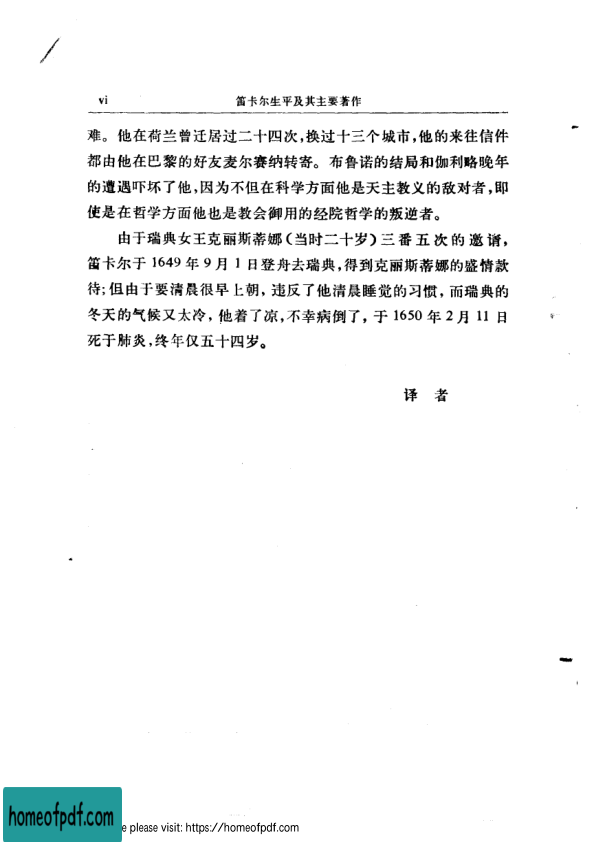 vi 笛卡尔生平及其主要著作
难。他在荷兰曾迁居过二十四次,换过十三个城市,他的来往信件
都由他在巴黎的好友麦尔赛纳转寄。布鲁诺的结局和伽利略晚年
的遭遇吓坏了他,因为不但在科学方面他是天主教义的敌对者,即
使是在哲学方面他也是教会御用的经院哲学的叛逆者。
由于瑞典女王克丽斯蒂娜(当时二十岁)三番五次的邀请,
笛卡尔于1649年9月1日登舟去瑞典,得到克丽斯蒂娜的盛情款
待;但由于要清晨很早上朝,违反了他清晨睡觉的习惯,而瑞典的
冬天的气候又太冷,他着了凉,不幸病倒了,于1650年2月11日
死于肺炎,终年仅五十四岁。
译 者
homeofpdf.com
e please visit: https://homeofpdf.com